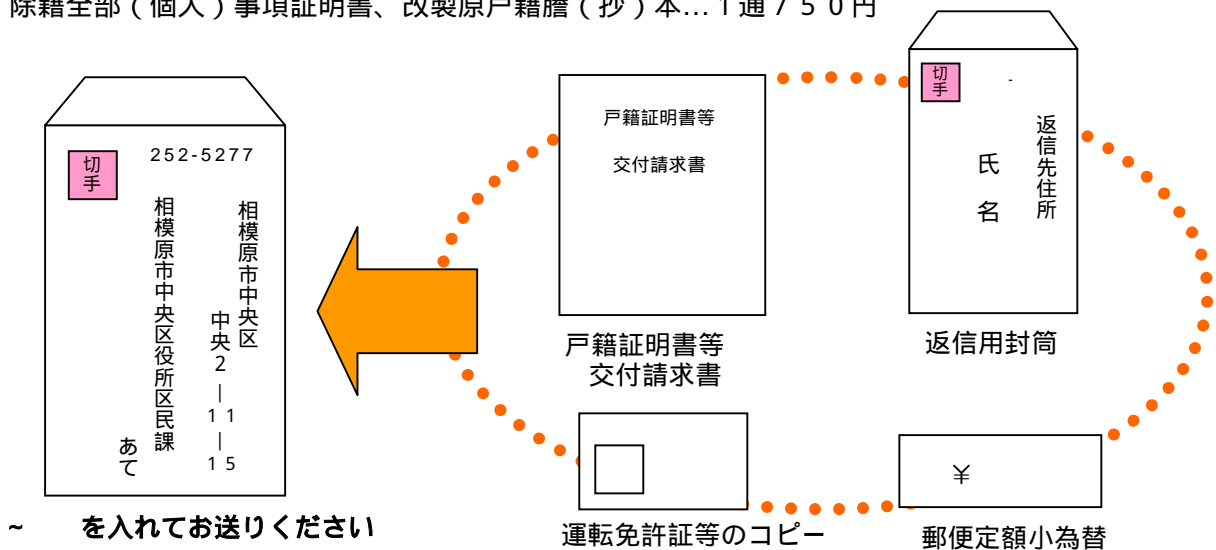 除籍全部（個人）事項証明書、改製原戸籍謄（抄）本…１通７５０円
切手
252-5277
相模原市中央区
中央２―１１―１５
相模原市中央区役所区民課
あて
~ を入れてお送りください
戸籍証明書等
交付請求書
戸籍証明書等
交付請求書
切手
-
返信先住所
氏名
返信用封筒
運転免許証等のコピー
￥
郵便定額小為替